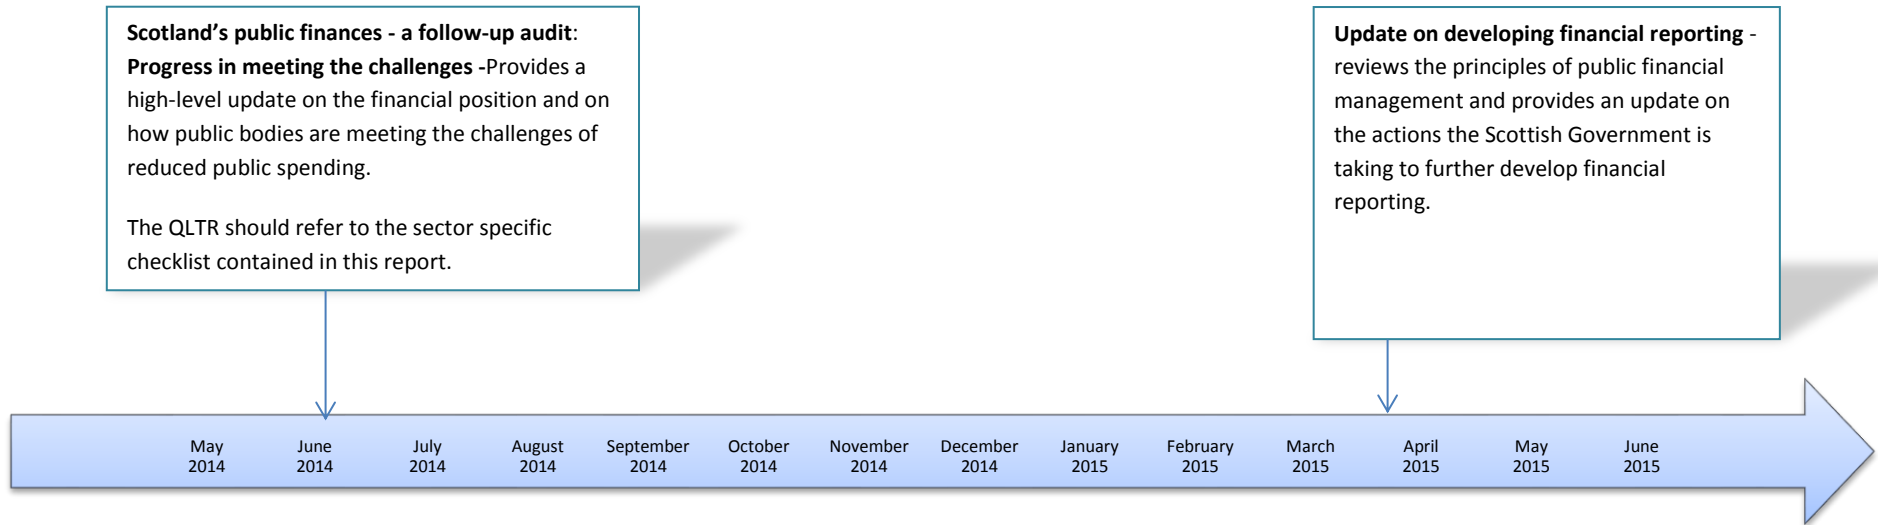 Scotland's public finances - a follow-up audit:
Progress in meeting the challenges -Provides a
high-level update on the financial position and on
how public bodies are meeting the challenges of
reduced public spending.
The QLTR should refer to the sector specific
checklist contained in this report.
Update on developing financial reporting -
reviews the principles of public financial
management and provides an update on
the actions the Scottish Government is
taking to further develop financial
reporting.
May
2014
June
2014
July
2014
August
2014
September
2014
October
2014
November
2014
December
2014
January
2015
February
2015
March
2015
April
2015
May
2015
June
2015